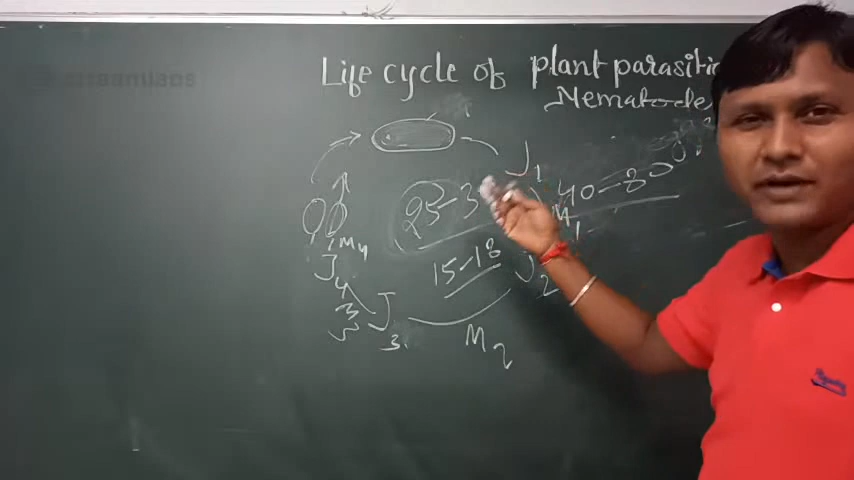 Life cycle of plant parasitic
Nematode
J1
25-3
40-80
M1
15-18
J2
M4
J4
M3
J3
M2